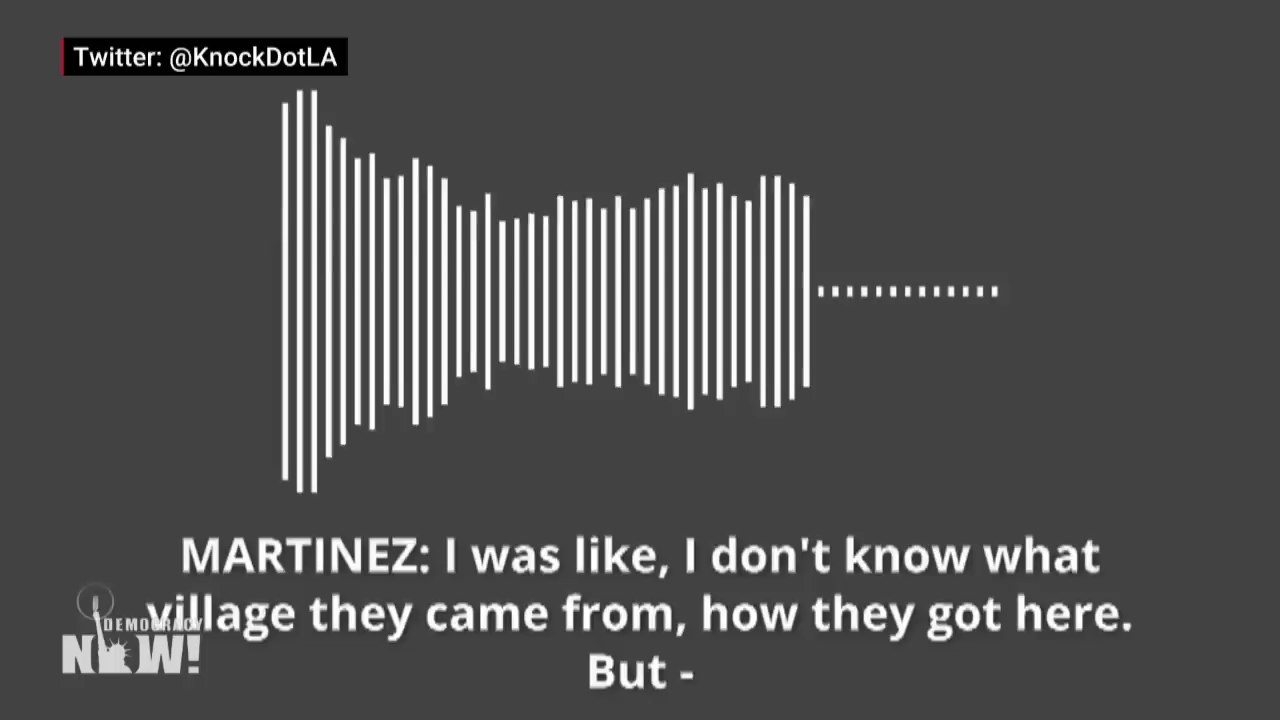 Twitter: @KnockDotLA
MARTINEZ: I was like, I don't know what
village they came from, how they got here.
But -
DEMOCRACY
NOW!